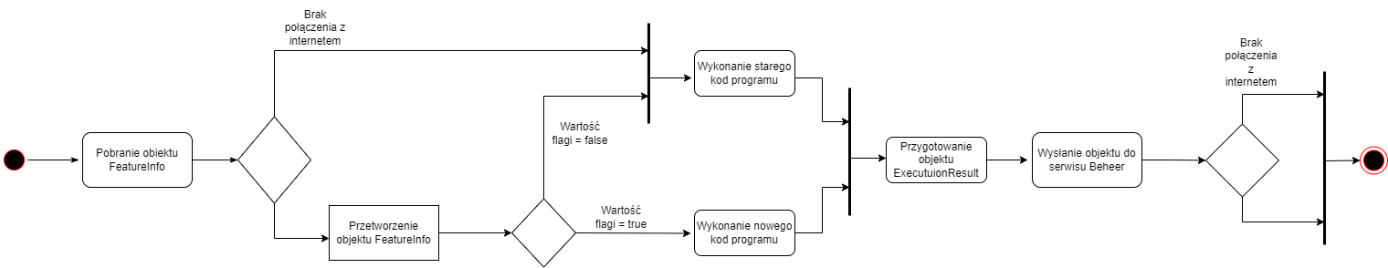 Brak
połączenia z
internetem
Pobranie obiektu
FeatureInfo
Przetworzenie
objektu FeatureInfo
Wartość
flagi = false
Wartość
flagi = true
Wykonanie starego
kod programu
Wykonanie nowego
kod programu
Przygotowanie
objektu
ExecutuionResult
Wysłanie objektu do
serwisu Beheer
Brak
połączenia
z
internetem